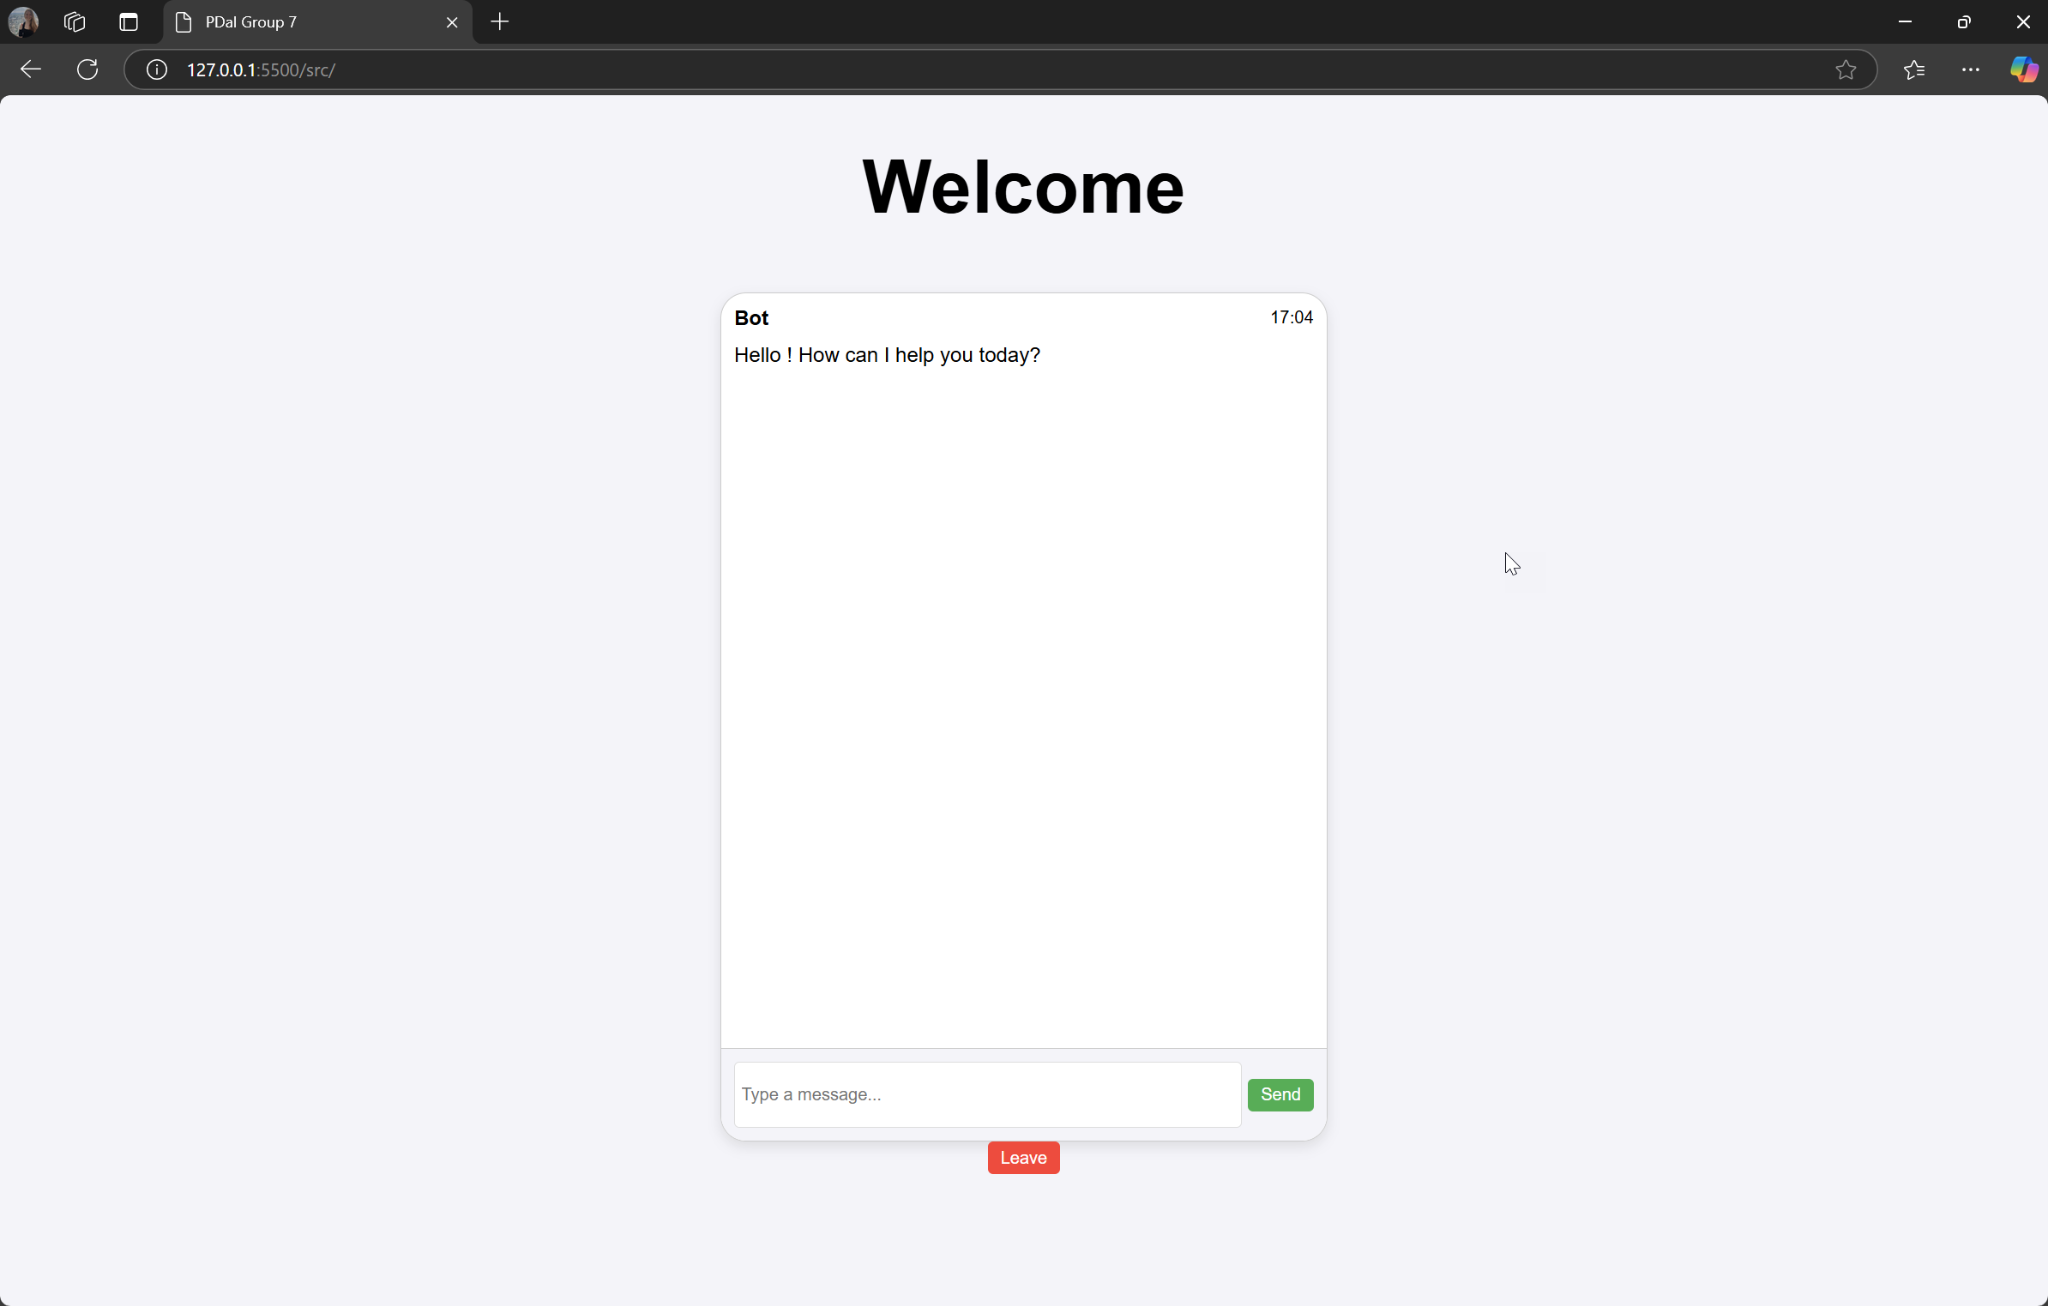 PDal Group 7
127.0.0.1:5500/src/
Welcome
Bot 17:04
Hello ! How can I help you today?
Type a message...
Send
Leave